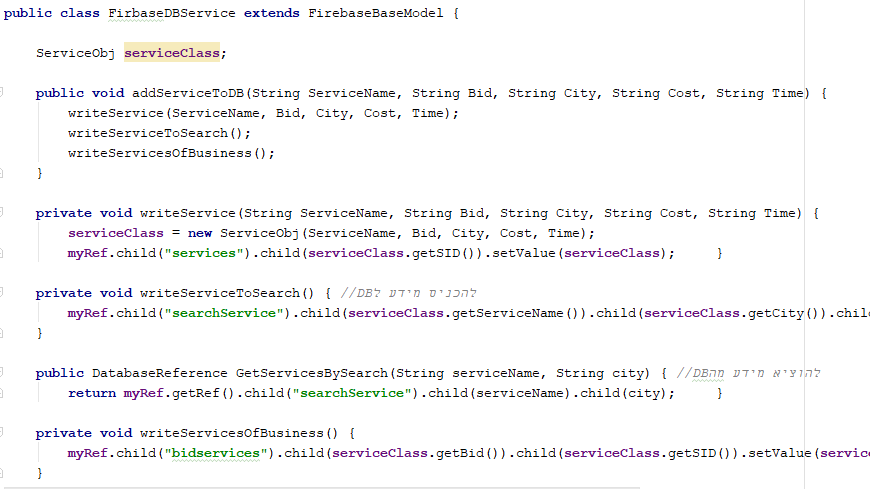 public class FirbaseDBService extends FirebaseBaseModel {
ServiceObj serviceClass;
public void addServiceToDB(String ServiceName, String Bid, String City, String Cost, String Time) {
writeService(ServiceName, Bid, City, Cost, Time);
writeServiceToSearch();
writeServicesOfBusiness();
}
private void writeService(String ServiceName, String Bid, String City, String Cost, String Time) {
serviceClass = new ServiceObj(ServiceName, Bid, City, Cost, Time);
myRef.child("services").child(serviceClass.getSID()).setValue(serviceClass); }
private void writeServiceToSearch() { //להכניס מידע לDB
myRef.child("searchService").child(serviceClass.getServiceName()).child(serviceClass.getCity()).chil
}
public DatabaseReference GetServicesBySearch(String serviceName, String city) { //להוציא מידע מהDB
return myRef.getRef().child("searchService").child(serviceName).child(city); }
private void writeServicesOfBusiness() {
myRef.child("bidservices").child(serviceClass.getBid()).child(serviceClass.getSID()).setValue(servic
}